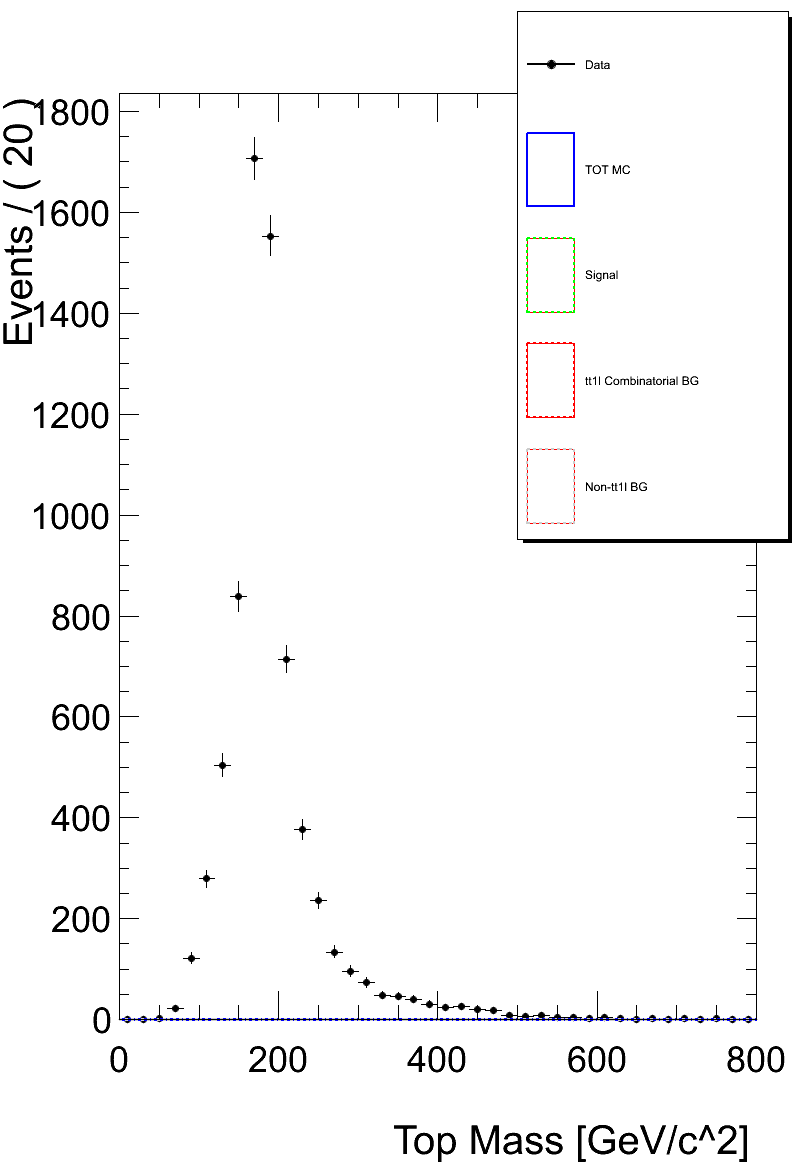 Data
TOT MC
Signal
tt1l Combinatorial BG
Non-tt1l BG
Events / ( 20 )
1800
1600
1400
1200
1000
800
600
400
200
0
0 200 400 600 800
Top Mass [GeV/c^2]